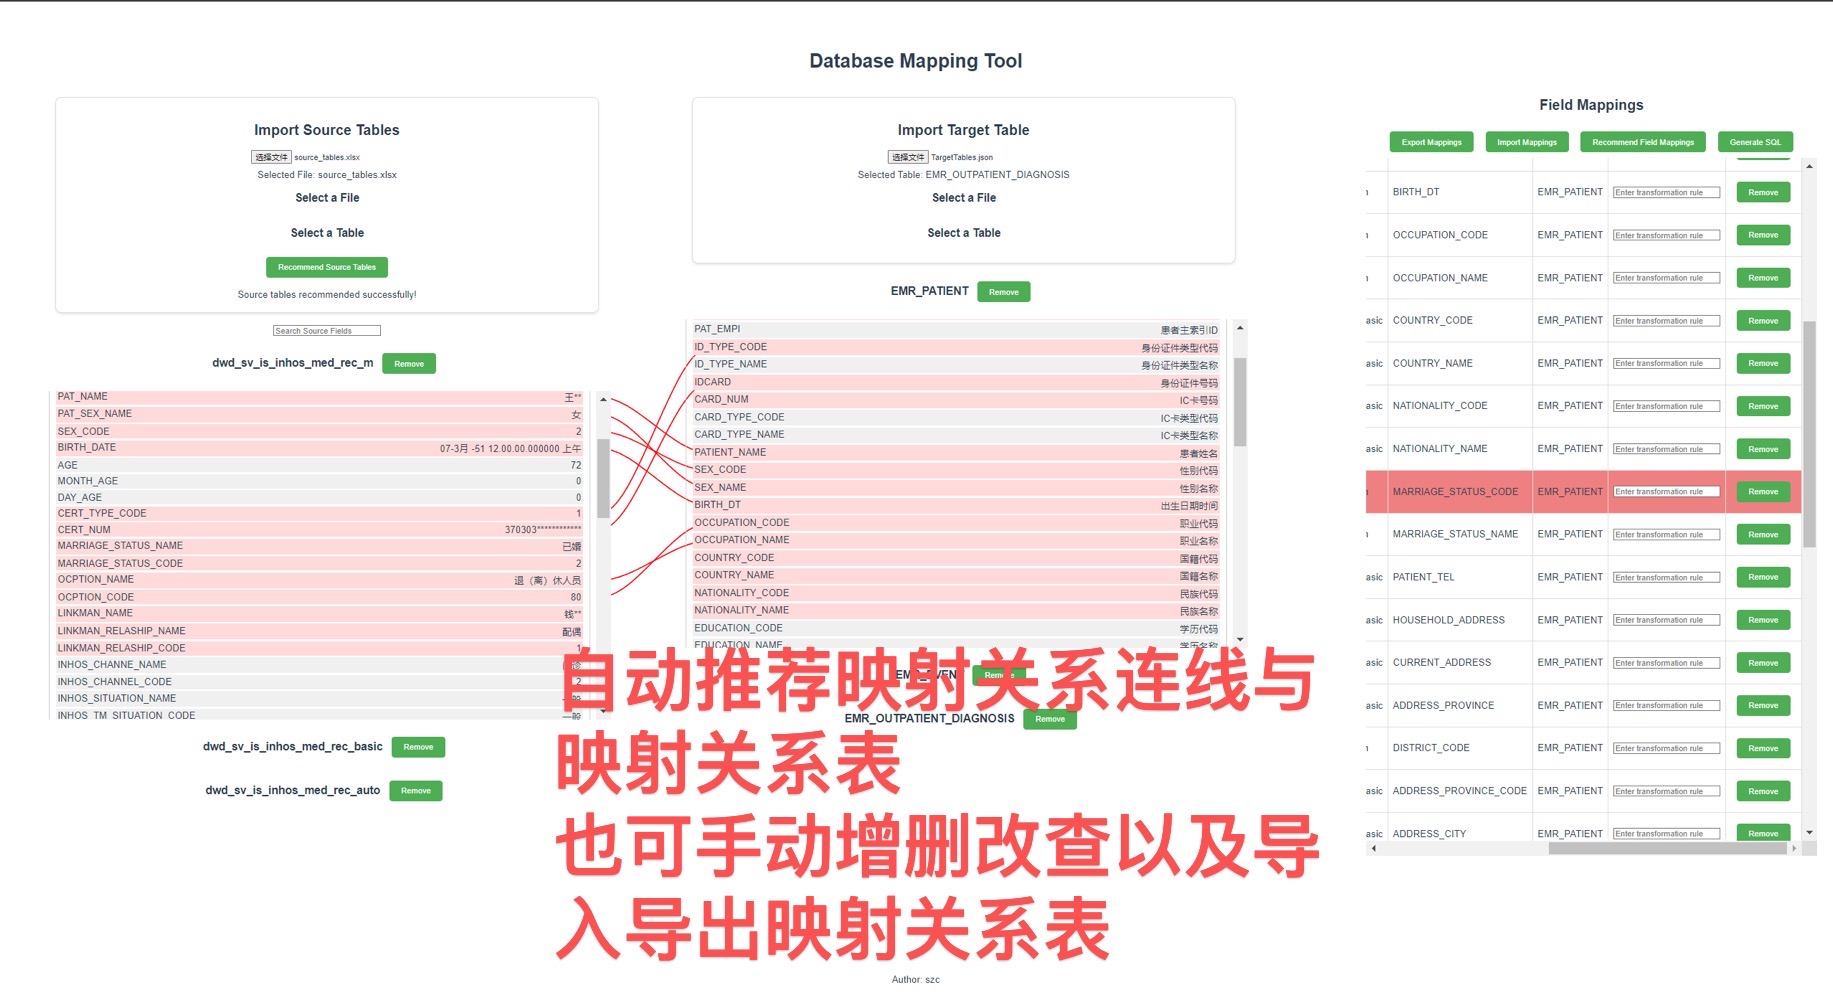 Database Mapping Tool
Import Source Tables
选择文件 source_tables.xlsx
Selected File: source_tables.xlsx
Select a File
Select a Table
Recommend Source Tables
Source tables recommended successfully!
Search Source Fields
dwd_sv_is_inhos_med_rec_m Remove
PAT_NAME 王**
PAT_SEX_NAME 女
SEX_CODE 2
BIRTH_DATE 07-3月 -51 12.00.00.000000 上午
AGE 72
MONTH_AGE 0
DAY_AGE 0
CERT_TYPE_CODE 1
CERT_NUM 370303************
MARRIAGE_STATUS_NAME 已婚
MARRIAGE_STATUS_CODE 2
OCPTION_NAME 退（离）休人员
OCPTION_CODE 80
LINKMAN_NAME 钱**
LINKMAN_RELASHIP_NAME 配偶
LINKMAN_RELASHIP_CODE 1
INHOS_CHANNE_NAME
INHOS_CHANNEL_CODE 2
INHOS_SITUATION_NAME 一般
INHOS_TM_SITUATION_CODE 一般
dwd_sv_is_inhos_med_rec_basic Remove
dwd_sv_is_inhos_med_rec_auto Remove
Import Target Table
选择文件 TargetTables.json
Selected Table: EMR_OUTPATIENT_DIAGNOSIS
Select a File
Select a Table
EMR_PATIENT Remove
PAT_EMPI 患者主索引ID
ID_TYPE_CODE 身份证件类型代码
ID_TYPE_NAME 身份证件类型名称
IDCARD 身份证件号码
CARD_NUM IC卡号码
CARD_TYPE_CODE IC卡类型代码
CARD_TYPE_NAME IC卡类型名称
PATIENT_NAME 患者姓名
SEX_CODE 性别代码
SEX_NAME 性别名称
BIRTH_DT 出生日期时间
OCCUPATION_CODE 职业代码
OCCUPATION_NAME 职业名称
COUNTRY_CODE 国籍代码
COUNTRY_NAME 国籍名称
NATIONALITY_CODE 民族代码
NATIONALITY_NAME 民族名称
EDUCATION_CODE 学历代码
EDUCATION_NAME 学历名称
Remove
EMR_OUTPATIENT_DIAGNOSIS Remove
自动推荐映射关系连线与
映射关系表
也可手动增删改查以及导
入导出映射关系表
Field Mappings
Export Mappings Import Mappings Recommend Field Mappings Generate SQL
BIRTH_DT EMR_PATIENT Enter transformation rule Remove
OCCUPATION_CODE EMR_PATIENT Enter transformation rule Remove
OCCUPATION_NAME EMR_PATIENT Enter transformation rule Remove
asic COUNTRY_CODE EMR_PATIENT Enter transformation rule Remove
asic COUNTRY_NAME EMR_PATIENT Enter transformation rule Remove
asic NATIONALITY_CODE EMR_PATIENT Enter transformation rule Remove
asic NATIONALITY_NAME EMR_PATIENT Enter transformation rule Remove
MARRIAGE_STATUS_CODE EMR_PATIENT Enter transformation rule Remove
MARRIAGE_STATUS_NAME EMR_PATIENT Enter transformation rule Remove
asic PATIENT_TEL EMR_PATIENT Enter transformation rule Remove
asic HOUSEHOLD_ADDRESS EMR_PATIENT Enter transformation rule Remove
asic CURRENT_ADDRESS EMR_PATIENT Enter transformation rule Remove
asic ADDRESS_PROVINCE EMR_PATIENT Enter transformation rule Remove
DISTRICT_CODE EMR_PATIENT Enter transformation rule Remove
asic ADDRESS_PROVINCE_CODE EMR_PATIENT Enter transformation rule Remove
asic ADDRESS_CITY EMR_PATIENT Enter transformation rule Remove
Author: szc